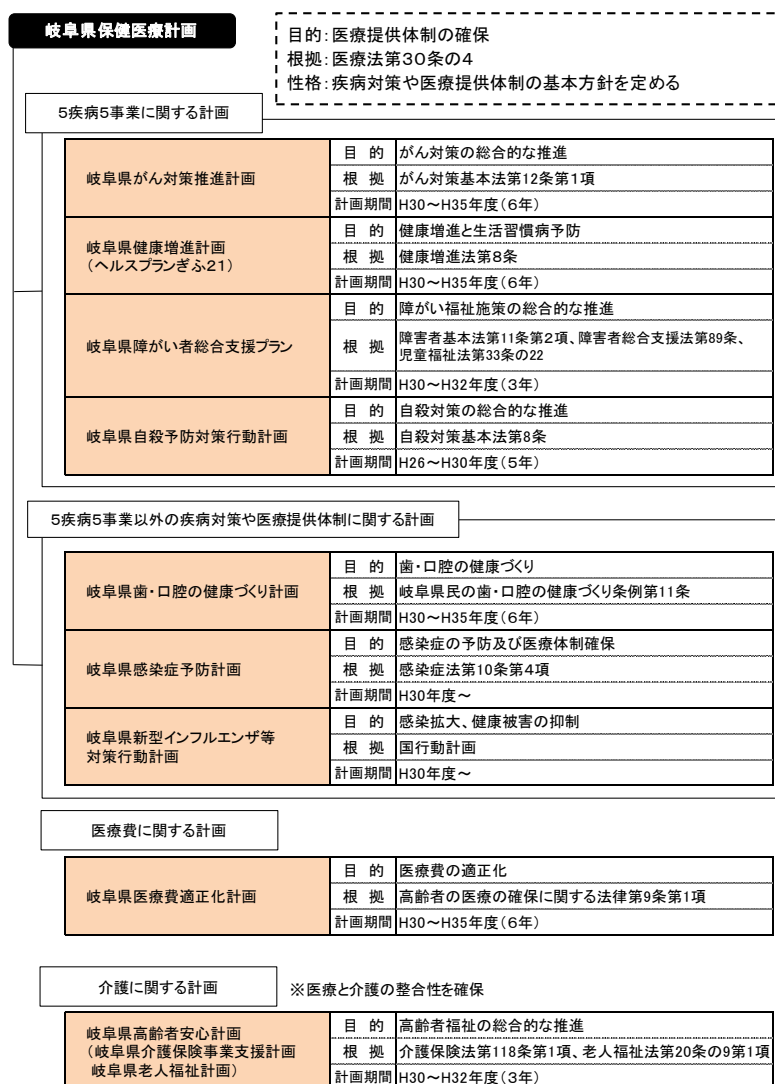 岐阜県保健医療計画
目的：医療提供体制の確保
根拠：医療法第３０条の４
性格：疾病対策や医療提供体制の基本方針を定める
５疾病５事業に関する計画
岐阜県がん対策推進計画
目 的 がん対策の総合的な推進
根 拠 がん対策基本法第12条第１項
計画期間 H30～H35年度（６年）
岐阜県健康増進計画
（ヘルスプランぎふ２１）
目 的 健康増進と生活習慣病予防
根 拠 健康増進法第８条
計画期間 H30～H35年度（６年）
岐阜県障がい者総合支援プラン
目 的 障がい福祉施策の総合的な推進
根 拠 障害者基本法第11条第２項、障害者総合支援法第89条、
児童福祉法第33条の22
計画期間 H30～H32年度（３年）
岐阜県自殺予防対策行動計画
目 的 自殺対策の総合的な推進
根 拠 自殺対策基本法第8条
計画期間 H26～H30年度（５年）
５疾病５事業以外の疾病対策や医療提供体制に関する計画
岐阜県歯・口腔の健康づくり計画
目 的 歯・口腔の健康づくり
根 拠 岐阜県民の歯・口腔の健康づくり条例第11条
計画期間 H30～H35年度（６年）
岐阜県感染症予防計画
目 的 感染症の予防及び医療体制確保
根 拠 感染症法第10条第４項
計画期間 H30年度～
岐阜県新型インフルエンザ等
対策行動計画
目 的 感染拡大、健康被害の抑制
根 拠 国行動計画
計画期間 H30年度～
医療費に関する計画
岐阜県医療費適正化計画
目 的 医療費の適正化
根 拠 高齢者の医療の確保に関する法律第9条第１項
計画期間 H30～H35年度（６年）
介護に関する計画
※医療と介護の整合性を確保
岐阜県高齢者安心計画
（岐阜県介護保険事業支援計画
岐阜県老人福祉計画）
目 的 高齢者福祉の総合的な推進
根 拠 介護保険法第118条第１項、老人福祉法第20条の9第１項
計画期間 H30～H32年度（３年）